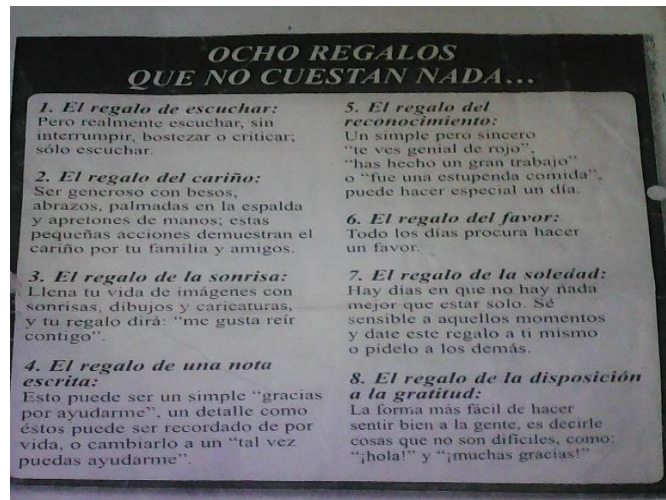 OCHO REGALOS
QUE NO CUESTAN NADA...
1. El regalo de escuchar:
Pero realmente escuchar, sin
interrumpir, bostezar o criticar;
sólo escuchar.
2. El regalo del cariño:
Ser generoso con besos,
abrazos, palmadas en la espalda
y apretones de manos; estas
pequeñas acciones demuestran el
cariño por tu familia y amigos.
3. El regalo de la sonrisa:
Llena tu vida de imágenes con
sonrisas, dibujos y caricaturas,
y tu regalo dirá: “me gusta reír
contigo”.
4. El regalo de una nota
escrita:
Esto puede ser un simple “gracias
por ayudarme”, un detalle como
éstos puede ser recordado de por
vida, o cambiarlo a un “tal vez
puedas ayudarme”.
5. El regalo del
reconocimiento:
Un simple pero sincero
“te ves genial de rojo”,
“has hecho un gran trabajo”
o “fue una estupenda comida”,
puede hacer especial un día.
6. El regalo del favor:
Todo los días procura hacer
un favor.
7. El regalo de la soledad:
Hay días en que no hay nada
mejor que estar solo. Sé
sensible a aquellos momentos
y date este regalo a ti mismo
o pídelo a los demás.
8. El regalo de la disposición
a la gratitud:
La forma más fácil de hacer
sentir bien a la gente, es decirle
cosas que no son difíciles, como:
“¡hola!” y “¡muchas gracias!”